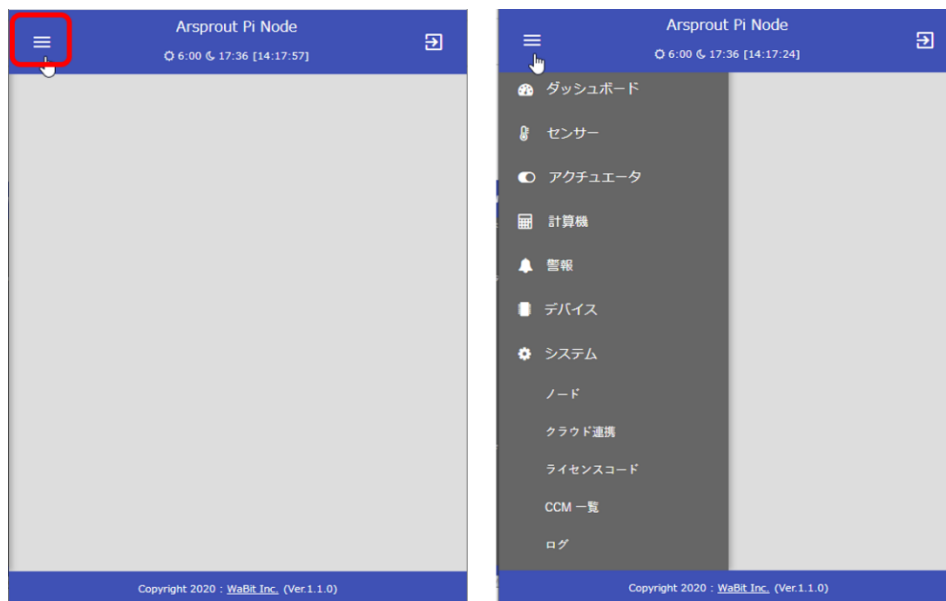 Arsprout Pi Node
6:00 17:36 [14:17:57]
Copyright 2020 : WaBit Inc. (Ver.1.1.0)
Arsprout Pi Node
6:00 17:36 [14:17:24]
ダッシュボード
センサー
アクチュエータ
計算機
警報
デバイス
システム
ノード
クラウド連携
ライセンスコード
CCM 一覧
ログ
Copyright 2020 : WaBit Inc. (Ver.1.1.0)